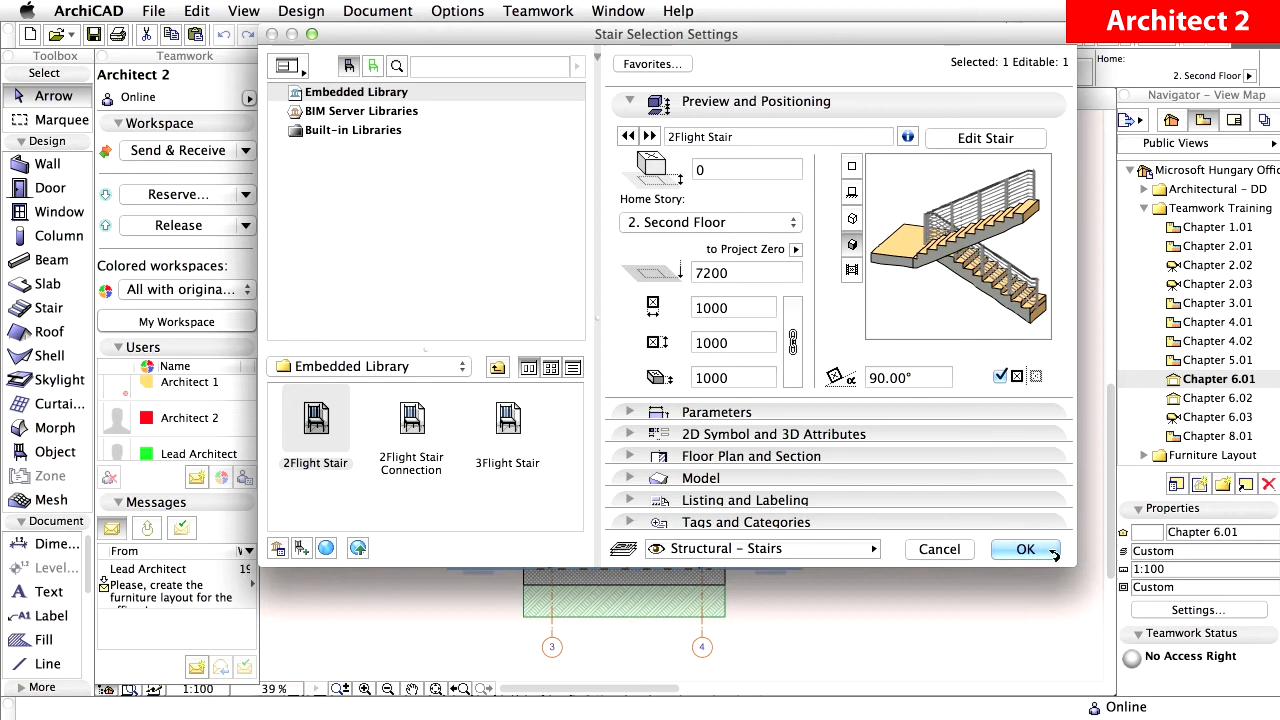 ArchiCAD File Edit View Design Document Options Teamwork Window Help
Architect 2
Toolbox
Select
Arrow
Marquee
Design
Wall
Door
Window
Column
Beam
Slab
Stair
Roof
Shell
Skylight
Curtai...
Morph
Object
Zone
Mesh
Document
Dime...
Level...
Text
A1 Label
Fill
Line
More
Teamwork
Architect 2
Online
Workspace
Send & Receive
Reserve...
Release
Colored workspaces:
All with origina...
My Workspace
Users
Name
Architect 1
Architect 2
Lead Architect
Messages
From
Lead Architect
Please, create the
furniture layout for the
1:100
39 %
Stair Selection Settings
Embedded Library
BIM Server Libraries
Built-in Libraries
Embedded Library
2Flight Stair
2Flight Stair
Connection
3Flight Stair
Favorites...
Selected: 1 Editable: 1
Preview and Positioning
2Flight Stair
Edit Stair
0
Home Story:
2. Second Floor
to Project Zero
7200
1000
1000
1000
α
90.00°
Parameters
2D Symbol and 3D Attributes
Floor Plan and Section
Model
Listing and Labeling
Tags and Categories
Structural - Stairs
Cancel
OK
3
4
Home:
2. Second Floor
Navigator - View Map
Public Views
Microsoft Hungary Offi
Architectural - DD
Teamwork Training
Chapter 1.01
Chapter 2.01
Chapter 2.02
Chapter 2.03
Chapter 3.01
Chapter 4.01
Chapter 4.02
Chapter 5.01
Chapter 6.01
Chapter 6.02
Chapter 6.03
Chapter 8.01
Furniture Layout
Properties
Chapter 6.01
Custom
1:100
Custom
Settings...
Teamwork Status
No Access Right
Online